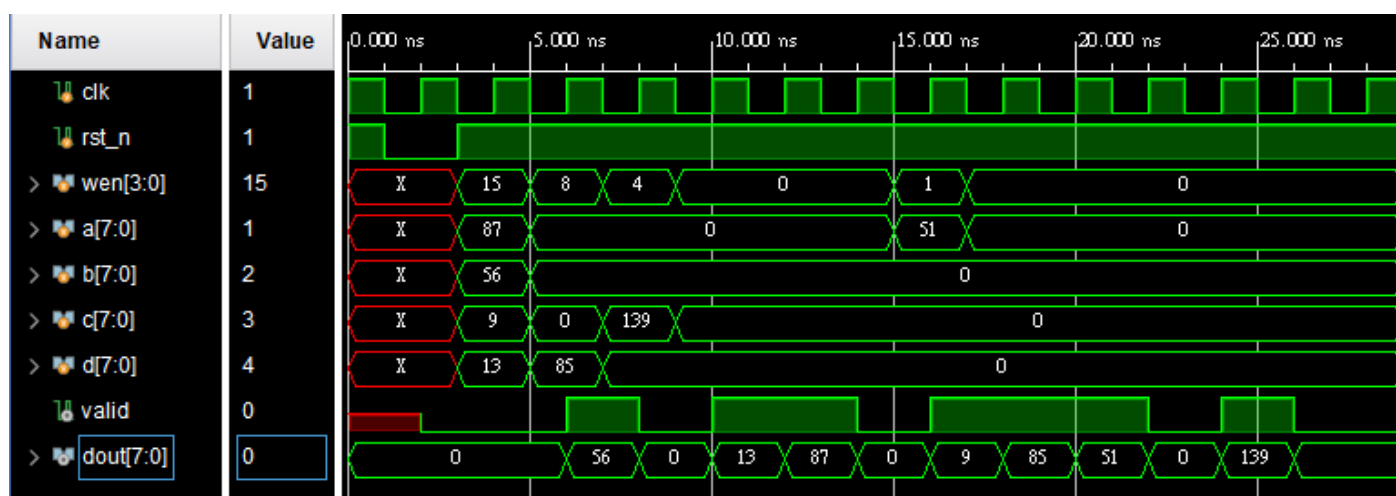 Name Value 0.000 ns 5.000 ns 10.000 ns 15.000 ns 20.000 ns 25.000 ns
clk 1
rst_n 1
wen[3:0] 15 X 15 8 4 0 1 0
a[7:0] 1 X 87 0 51 0
b[7:0] 2 X 56 0
c[7:0] 3 X 9 0 139 0
d[7:0] 4 X 13 85 0
valid 0
dout[7:0] 0 0 56 0 13 87 0 9 85 51 0 139